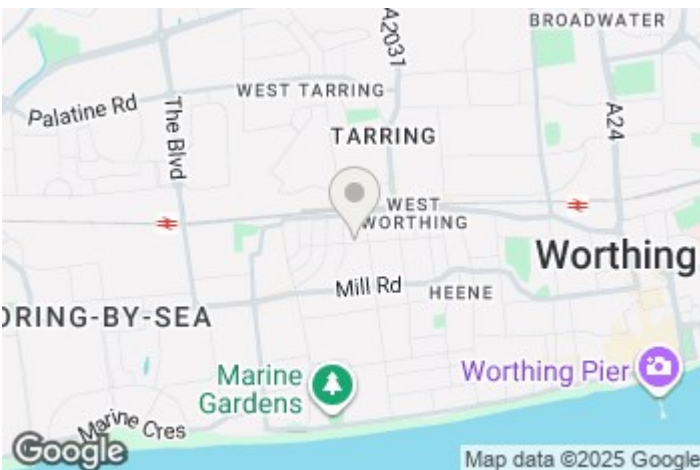 BROADWATER
A2031
WEST TARRING
Palatine Rd
The Blvd
TARRING
A24
WEST
WORTHING
Worthing
Mill Rd
HEENE
ORING-BY-SEA
Marine
Gardens
Worthing Pier
Marine Cres
Google
Map data ©2025 Google